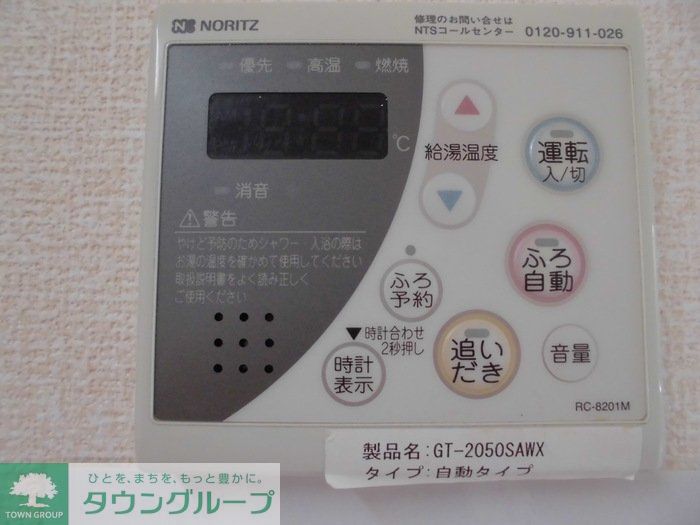 NORITZ
修理のお問い合せは
NTSコールセンター 0120-911-026
優先 高温 燃焼
℃
給湯温度
運転
入/切
消音
警告
やけど予防のためシャワー・入浴の際は
お湯の温度を確かめて使用してください
取扱説明書をよく読み正しく
ご使用ください
ふろ
自動
ふろ
予約
▼時計合わせ
2秒押し
時計
表示
追い
だき
音量
RC-8201M
製品名:GT-2050SAWX
タイプ:自動タイプ
TOWN GROUP
ひとを、まちを、もっと豊かに。
タウングループ